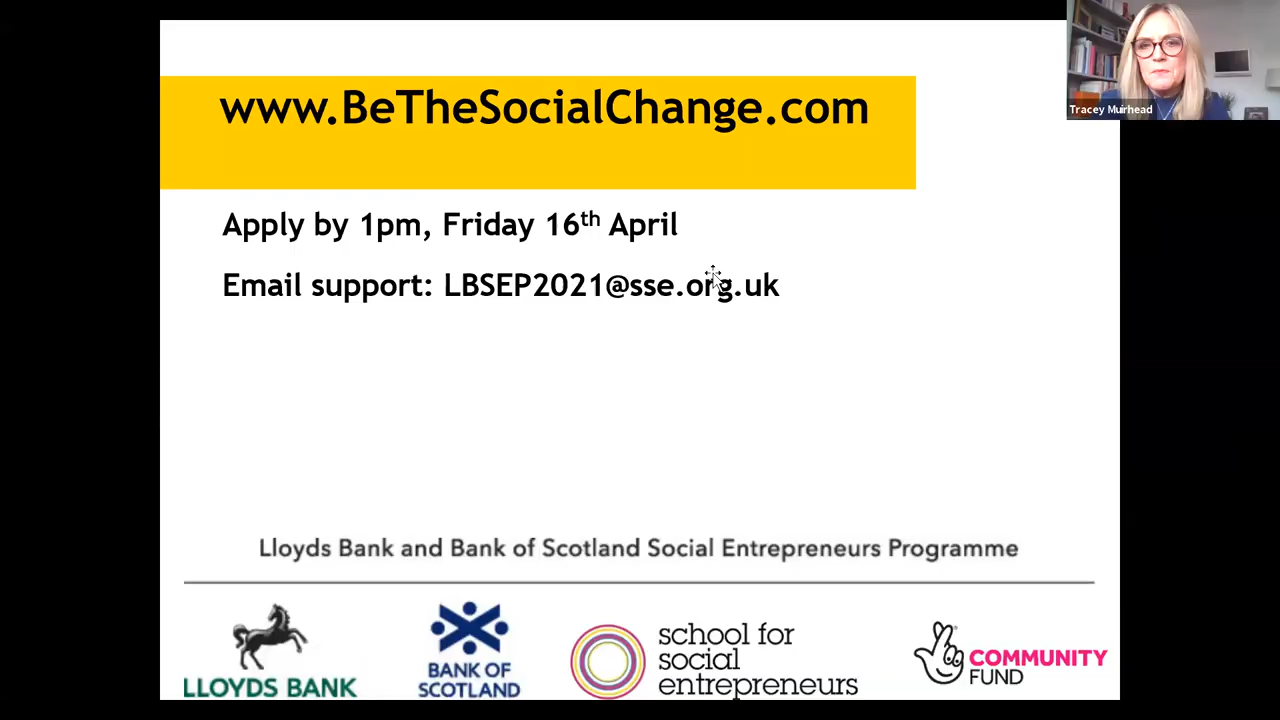 www.BeTheSocialChange.com
Tracey Muirhead
Apply by 1pm, Friday 16th April
Email support: LBSEP2021@sse.org.uk
Lloyds Bank and Bank of Scotland Social Entrepreneurs Programme
LLOYDS BANK
BANK OF
SCOTLAND
school for
social
entrepreneurs
COMMUNITY
FUND